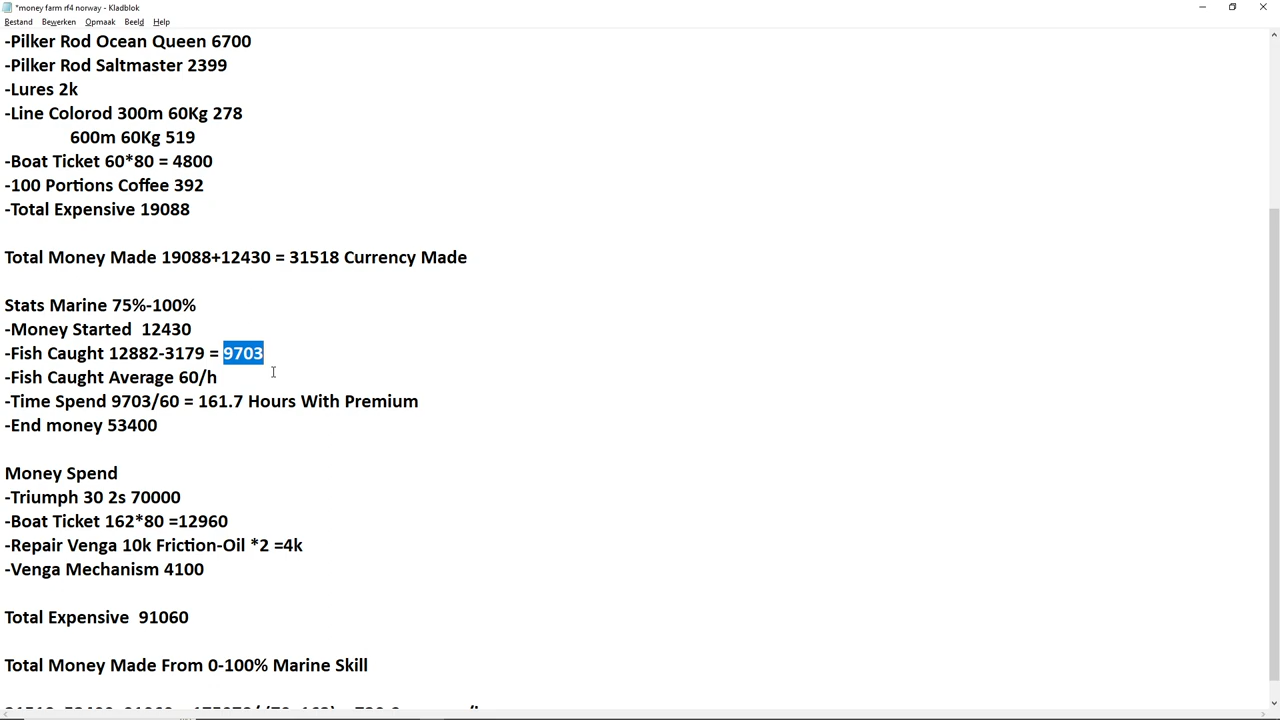 *money farm rf4 norway - Kladblok
Bestand Bewerken Opmaak Beeld Help
-Pilker Rod Ocean Queen 6700
-Pilker Rod Saltmaster 2399
-Lures 2k
-Line Colorod 300m 60Kg 278
600m 60Kg 519
-Boat Ticket 60*80 = 4800
-100 Portions Coffee 392
-Total Expensive 19088
Total Money Made 19088+12430 = 31518 Currency Made
Stats Marine 75%-100%
-Money Started  12430
-Fish Caught 12882-3179 = 9703
-Fish Caught Average 60/h
-Time Spend 9703/60 = 161.7 Hours With Premium
-End money 53400
Money Spend
-Triumph 30 2s 70000
-Boat Ticket 162*80 =12960
-Repair Venga 10k Friction-Oil *2 =4k
-Venga Mechanism 4100
Total Expensive  91060
Total Money Made From 0-100% Marine Skill